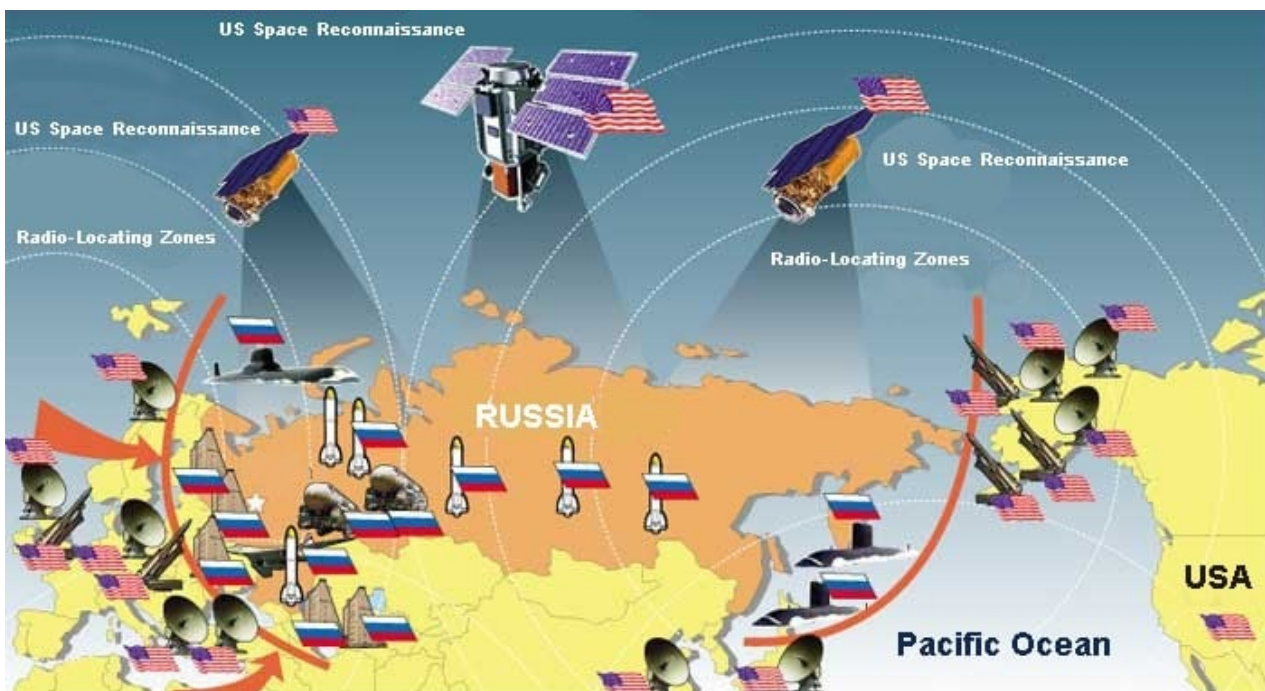 US Space Reconnaissance
US Space Reconnaissance
US Space Reconnaissance
Radio-Locating Zones
Radio-Locating Zones
RUSSIA
USA
Pacific Ocean